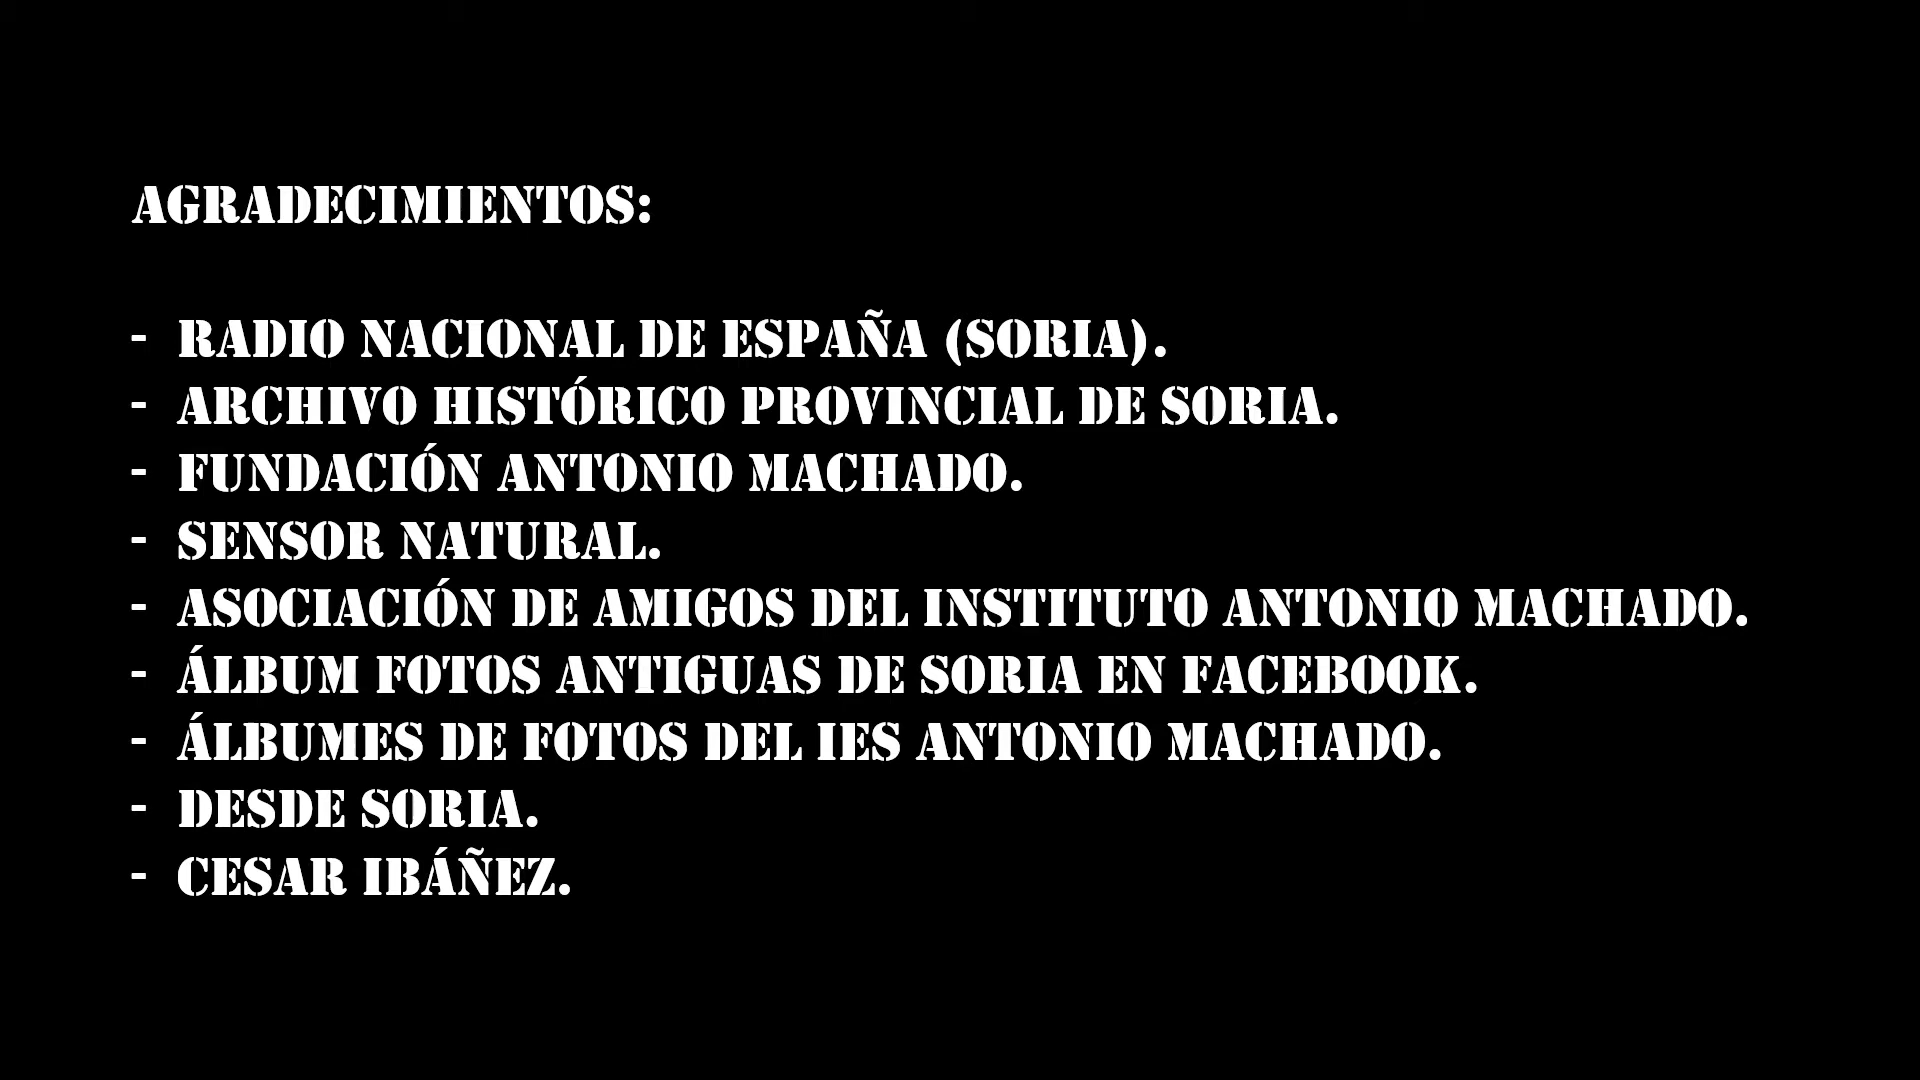 AGRADECIMIENTOS:
- RADIO NACIONAL DE ESPAÑA (SORIA).
- ARCHIVO HISTÓRICO PROVINCIAL DE SORIA.
- FUNDACIÓN ANTONIO MACHADO.
- SENSOR NATURAL.
- ASOCIACIÓN DE AMIGOS DEL INSTITUTO ANTONIO MACHADO.
- ÁLBUM FOTOS ANTIGUAS DE SORIA EN FACEBOOK.
- ÁLBUMES DE FOTOS DEL IES ANTONIO MACHADO.
- DESDE SORIA.
- CESAR IBÁÑEZ.